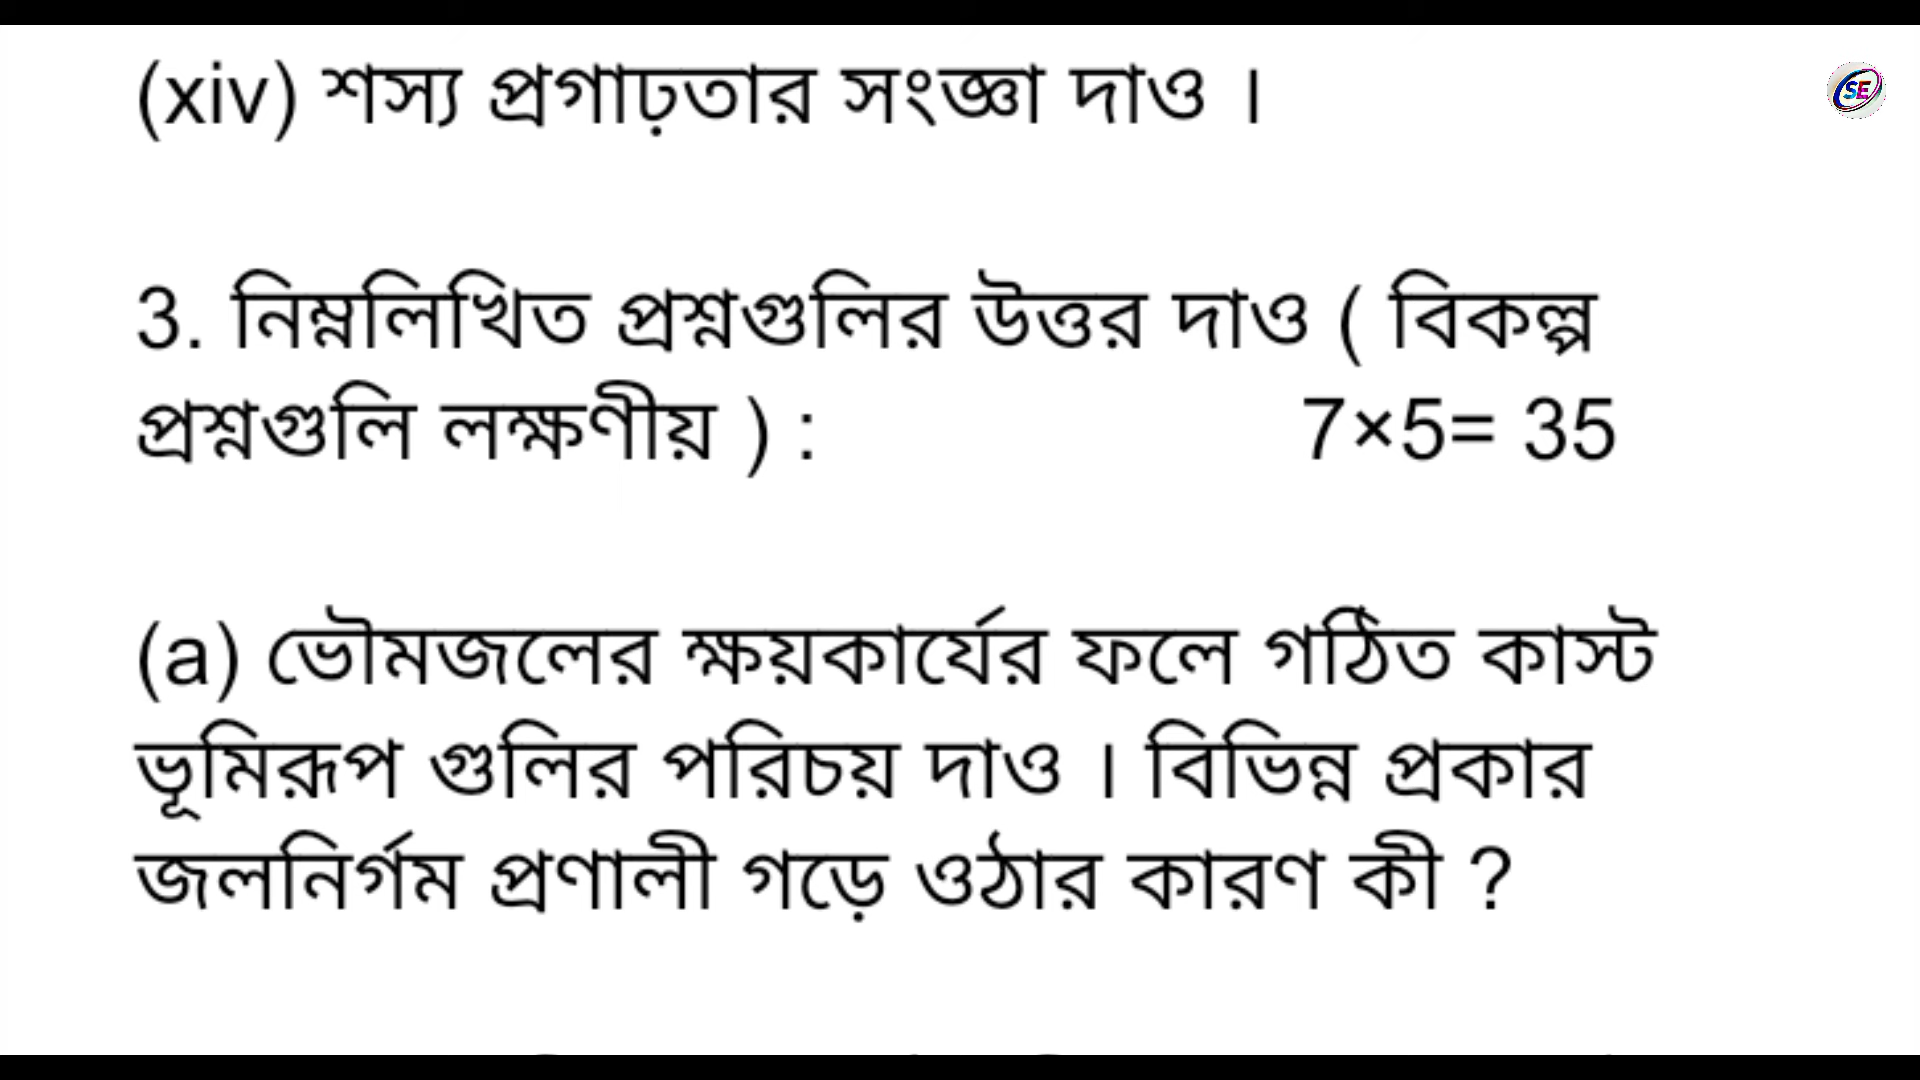 (xiv) শস্য প্রগাঢ়তার সংজ্ঞা দাও ।
SE
3. নিম্নলিখিত প্রশ্নগুলির উত্তর দাও ( বিকল্প
প্রশ্নগুলি লক্ষণীয় ) : 7×5= 35
(a) ভৌমজলের ক্ষয়কার্যের ফলে গঠিত কাস্ট
ভূমিরূপ গুলির পরিচয় দাও । বিভিন্ন প্রকার
জলনির্গম প্রণালী গড়ে ওঠার কারণ কী ?